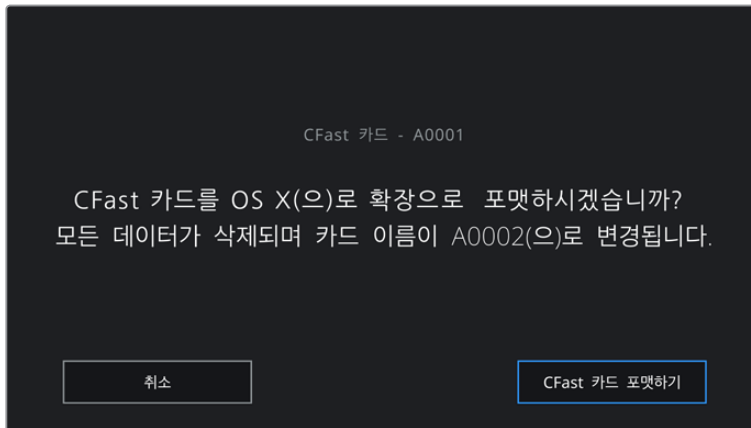 CFast 카드 - A0001
CFast 카드를 OS X(으)로 확장으로 포맷하시겠습니까?
모든 데이터가 삭제되며 카드 이름이 A0002(으)로 변경됩니다.
취소
CFast 카드 포맷하기